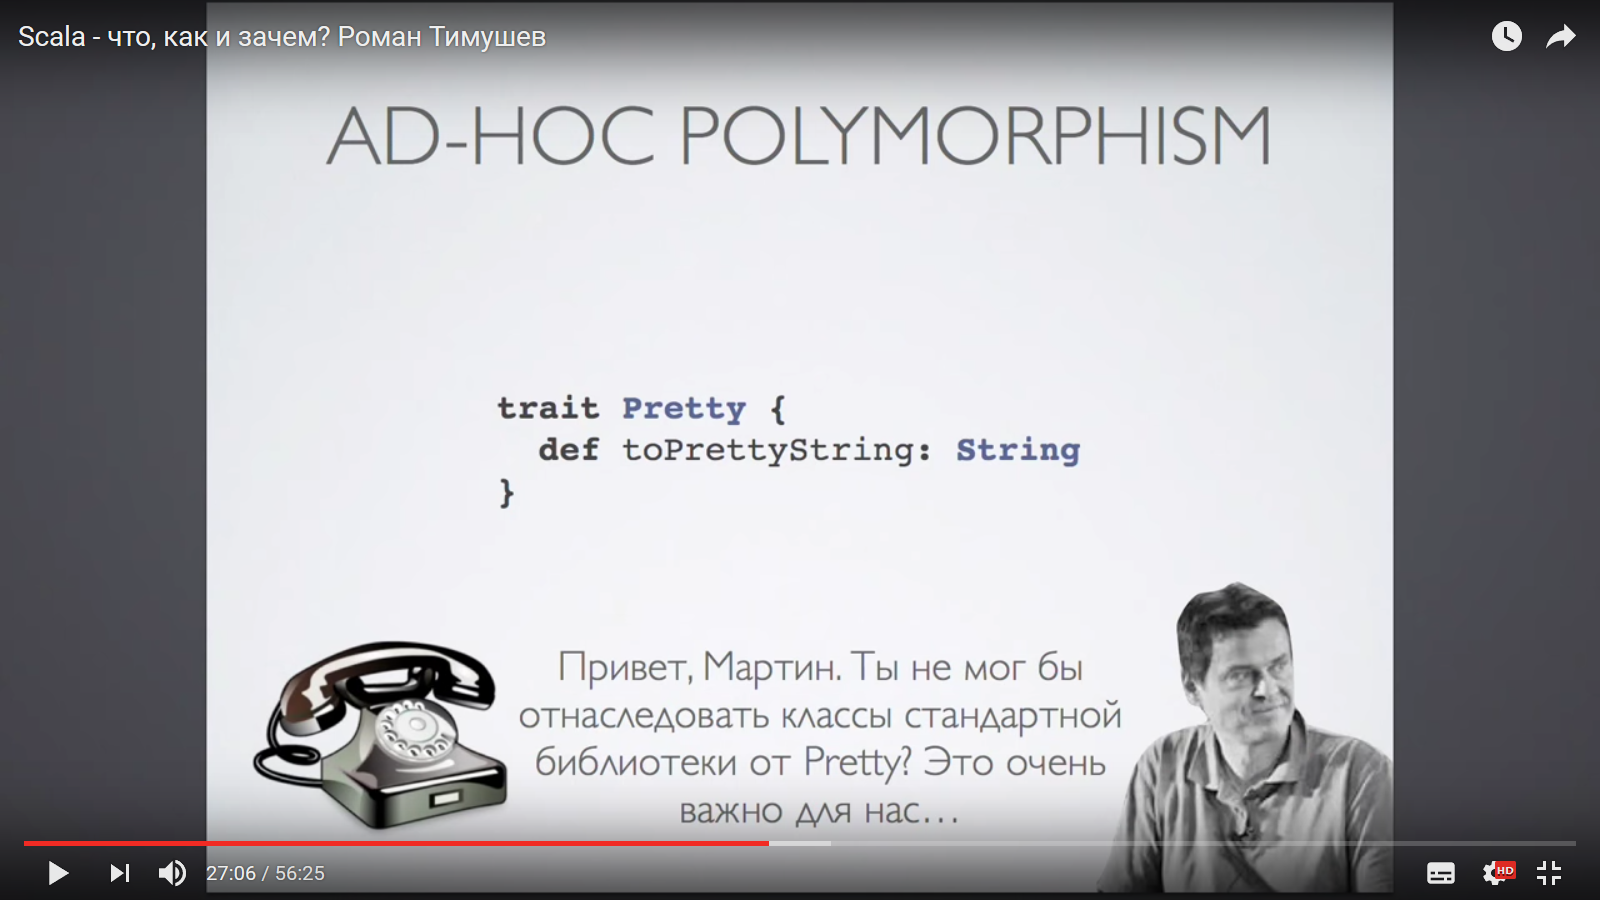 Scala - что, как и зачем? Роман Тимушев
AD-HOC POLYMORPHISM
trait Pretty {
def toPrettyString: String
}
Привет, Мартин. Ты не мог бы
отнаследовать классы стандартной
библиотеки от Pretty? Это очень
важно для нас...
27:06 / 56:25
HD